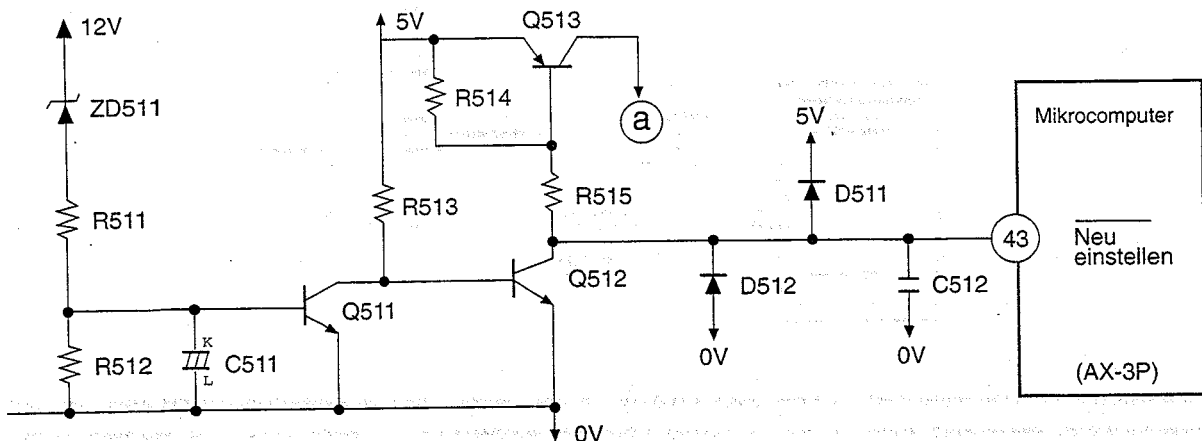 12V
5V
Q513
ZD511
R514
a
5V
Mikrocomputer
R511
R513
R515
D511
43
Neu
einstellen
Q511
Q512
D512
C512
R512
K
L
C511
0V
0V
(AX-3P)
0V